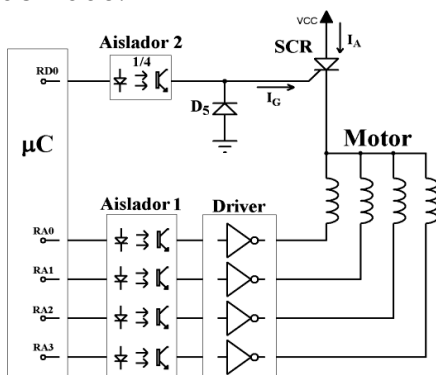 VCC
I_A
Aislador 2
SCR
1/4
RD0
I_G
D5
Motor
μC
Aislador 1
Driver
RA0
RA1
RA2
RA3